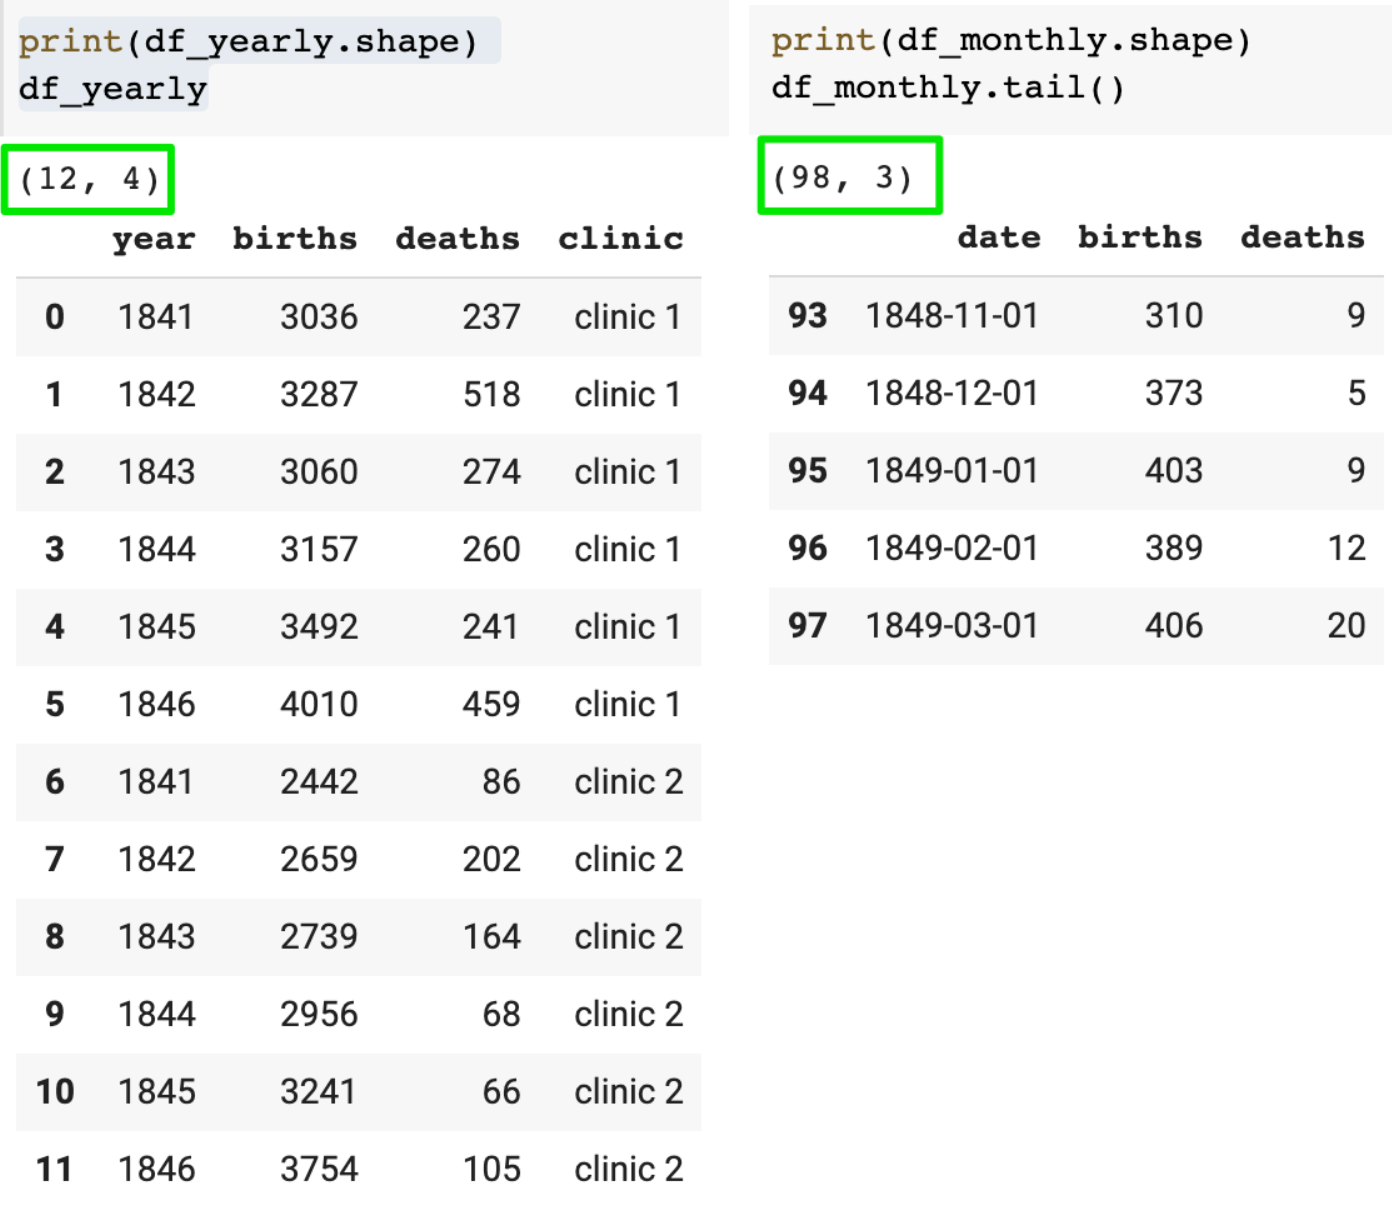 print(df_yearly.shape)
df_yearly
(12, 4)
year births deaths clinic
0 1841 3036 237 clinic 1
1 1842 3287 518 clinic 1
2 1843 3060 274 clinic 1
3 1844 3157 260 clinic 1
4 1845 3492 241 clinic 1
5 1846 4010 459 clinic 1
6 1841 2442 86 clinic 2
7 1842 2659 202 clinic 2
8 1843 2739 164 clinic 2
9 1844 2956 68 clinic 2
10 1845 3241 66 clinic 2
11 1846 3754 105 clinic 2
print(df_monthly.shape)
df_monthly.tail()
(98, 3)
date births deaths
93 1848-11-01 310 9
94 1848-12-01 373 5
95 1849-01-01 403 9
96 1849-02-01 389 12
97 1849-03-01 406 20